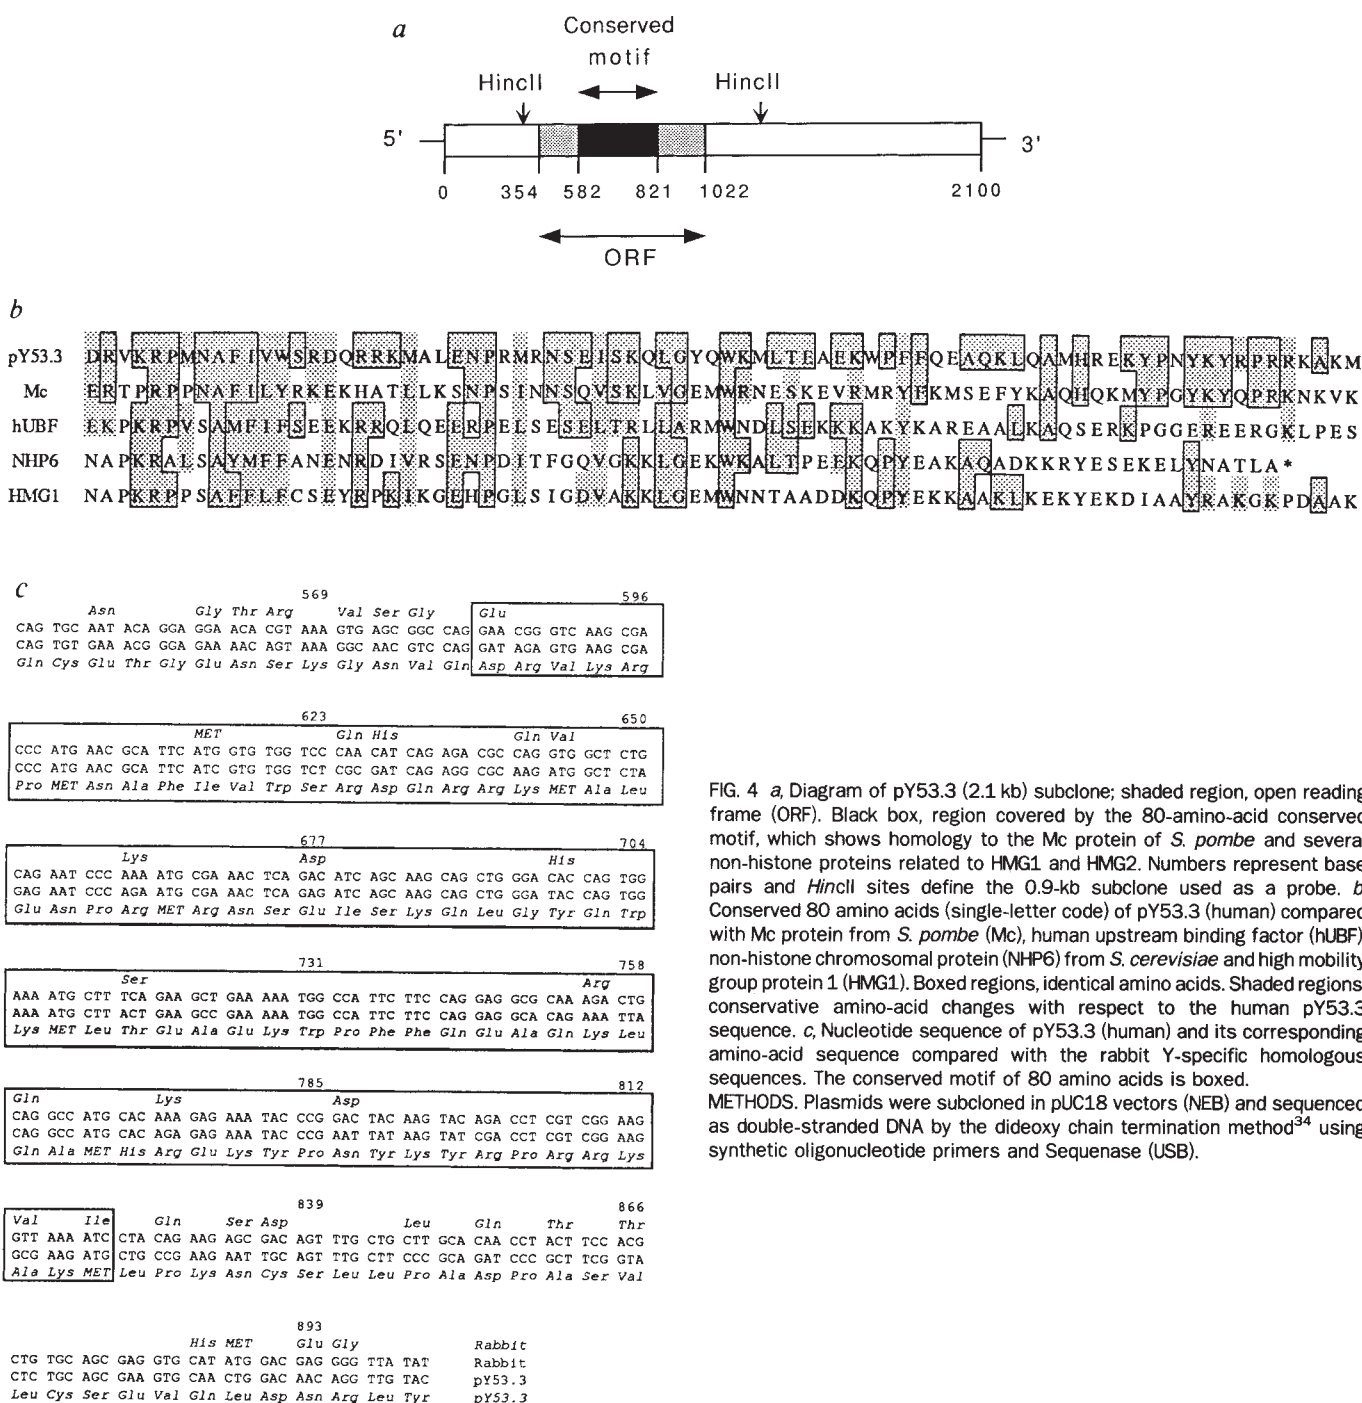 a
Conserved
motif
HincII HincII
5' 3'
0 354 582 821 1022 2100
ORF
b
pY53.3 DRVKRPMNAFIVWSRDQRRKMALENPRMRNSEISKQLGYQWKMLTEAEKWPFFQEAQKLQAMHREKYPNYKYRPRRKAKM
Mc ERTPRPPNAFILYRKEKHATLLKSNPSINNSQVSKLVGEMWRNESKEVRMRYFKMSEFYKAQHQKMYPGYKYQPRKNKVK
hUBF EKPKRPVSAMFIFSEEKRRQLQEERPELSESELTRLLARMWNDLSEKKKAKYKAREAALKAQSERKPGGEREERGKLPES
NHP6 NAPKRALSAYMFFANENRDIVRSENPDITFGQVGKKLGEKWKALTPEEKQPYEAKAQADKKRYESEKELYNATLA*
HMG1 NAPKRPPSAFFLFCSEYRPKIKGEHPGLSIGDVAKKLGEMWNNTAADDKQPYEKKAAKLKEKYEKDIAAYRAKGKPDAAK
c
569 596
Asn Gly Thr Arg Val Ser Gly Glu
CAG TGC AAT ACA GGA GGA ACA CGT AAA GTG AGC GGC CAG GAA CGG GTC AAG CGA
CAG TGT GAA ACG GGA GAA AAC AGT AAA GGC AAC GTC CAG GAT AGA GTG AAG CGA
Gln Cys Glu Thr Gly Glu Asn Ser Lys Gly Asn Val Gln Asp Arg Val Lys Arg
623 650
MET Gln His Gln Val
CCC ATG AAC GCA TTC ATG GTG TGG TCC CAA CAT CAG AGA CGC CAG GTG GCT CTG
CCC ATG AAC GCA TTC ATC GTG TGG TCT CGC GAT CAG AGG CGC AAG ATG GCT CTA
Pro MET Asn Ala Phe Ile Val Trp Ser Arg Asp Gln Arg Arg Lys MET Ala Leu
677 704
Lys Asp His
CAG AAT CCC AAA ATG CGA AAC TCA GAC ATC AGC AAG CAG CTG GGA CAC CAG TGG
GAG AAT CCC AGA ATG CGA AAC TCA GAG ATC AGC AAG CAG CTG GGA TAC CAG TGG
Glu Asn Pro Arg MET Arg Asn Ser Glu Ile Ser Lys Gln Leu Gly Tyr Gln Trp
731 758
Ser Arg
AAA ATG CTT TCA GAA GCT GAA AAA TGG CCA TTC TTC CAG GAG GCG CAA AGA CTG
AAA ATG CTT ACT GAA GCC GAA AAA TGG CCA TTC TTC CAG GAG GCA CAG AAA TTA
Lys MET Leu Thr Glu Ala Glu Lys Trp Pro Phe Phe Gln Glu Ala Gln Lys Leu
785 812
Gln Lys Asp
CAG GCC ATG CAC AAA GAG AAA TAC CCG GAC TAC AAG TAC AGA CCT CGT CGG AAG
CAG GCC ATG CAC AGA GAG AAA TAC CCG AAT TAT AAG TAT CGA CCT CGT CGG AAG
Gln Ala MET His Arg Glu Lys Tyr Pro Asn Tyr Lys Tyr Arg Pro Arg Arg Lys
839 866
Val Ile Gln Ser Asp Leu Gln Thr Thr
GTT AAA ATC CTA CAG AAG AGC GAC AGT TTG CTG CTT GCA CAA CCT ACT TCC ACG
GCG AAG ATG CTG CCG AAG AAT TGC AGT TTG CTT CCC GCA GAT CCC GCT TCG GTA
Ala Lys MET Leu Pro Lys Asn Cys Ser Leu Leu Pro Ala Asp Pro Ala Ser Val
893
His MET Glu Gly Rabbit
CTG TGC AGC GAG GTG CAT ATG GAC GAG GGG TTA TAT Rabbit
CTC TGC AGC GAA GTG CAA CTG GAC AAC AGG TTG TAC pY53.3
Leu Cys Ser Glu Val Gln Leu Asp Asn Arg Leu Tyr pY53.3
FIG. 4 a, Diagram of pY53.3 (2.1 kb) subclone; shaded region, open reading
frame (ORF). Black box, region covered by the 80-amino-acid conserved
motif, which shows homology to the Mc protein of S. pombe and severa
non-histone proteins related to HMG1 and HMG2. Numbers represent base
pairs and HincII sites define the 0.9-kb subclone used as a probe. b
Conserved 80 amino acids (single-letter code) of pY53.3 (human) compared
with Mc protein from S. pombe (Mc), human upstream binding factor (hUBF)
non-histone chromosomal protein (NHP6) from S. cerevisiae and high mobility
group protein 1 (HMG1). Boxed regions, identical amino acids. Shaded regions
conservative amino-acid changes with respect to the human pY53.3
sequence. c, Nucleotide sequence of pY53.3 (human) and its corresponding
amino-acid sequence compared with the rabbit Y-specific homologous
sequences. The conserved motif of 80 amino acids is boxed.
METHODS. Plasmids were subcloned in pUC18 vectors (NEB) and sequenced
as double-stranded DNA by the dideoxy chain termination method34 using
synthetic oligonucleotide primers and Sequenase (USB).